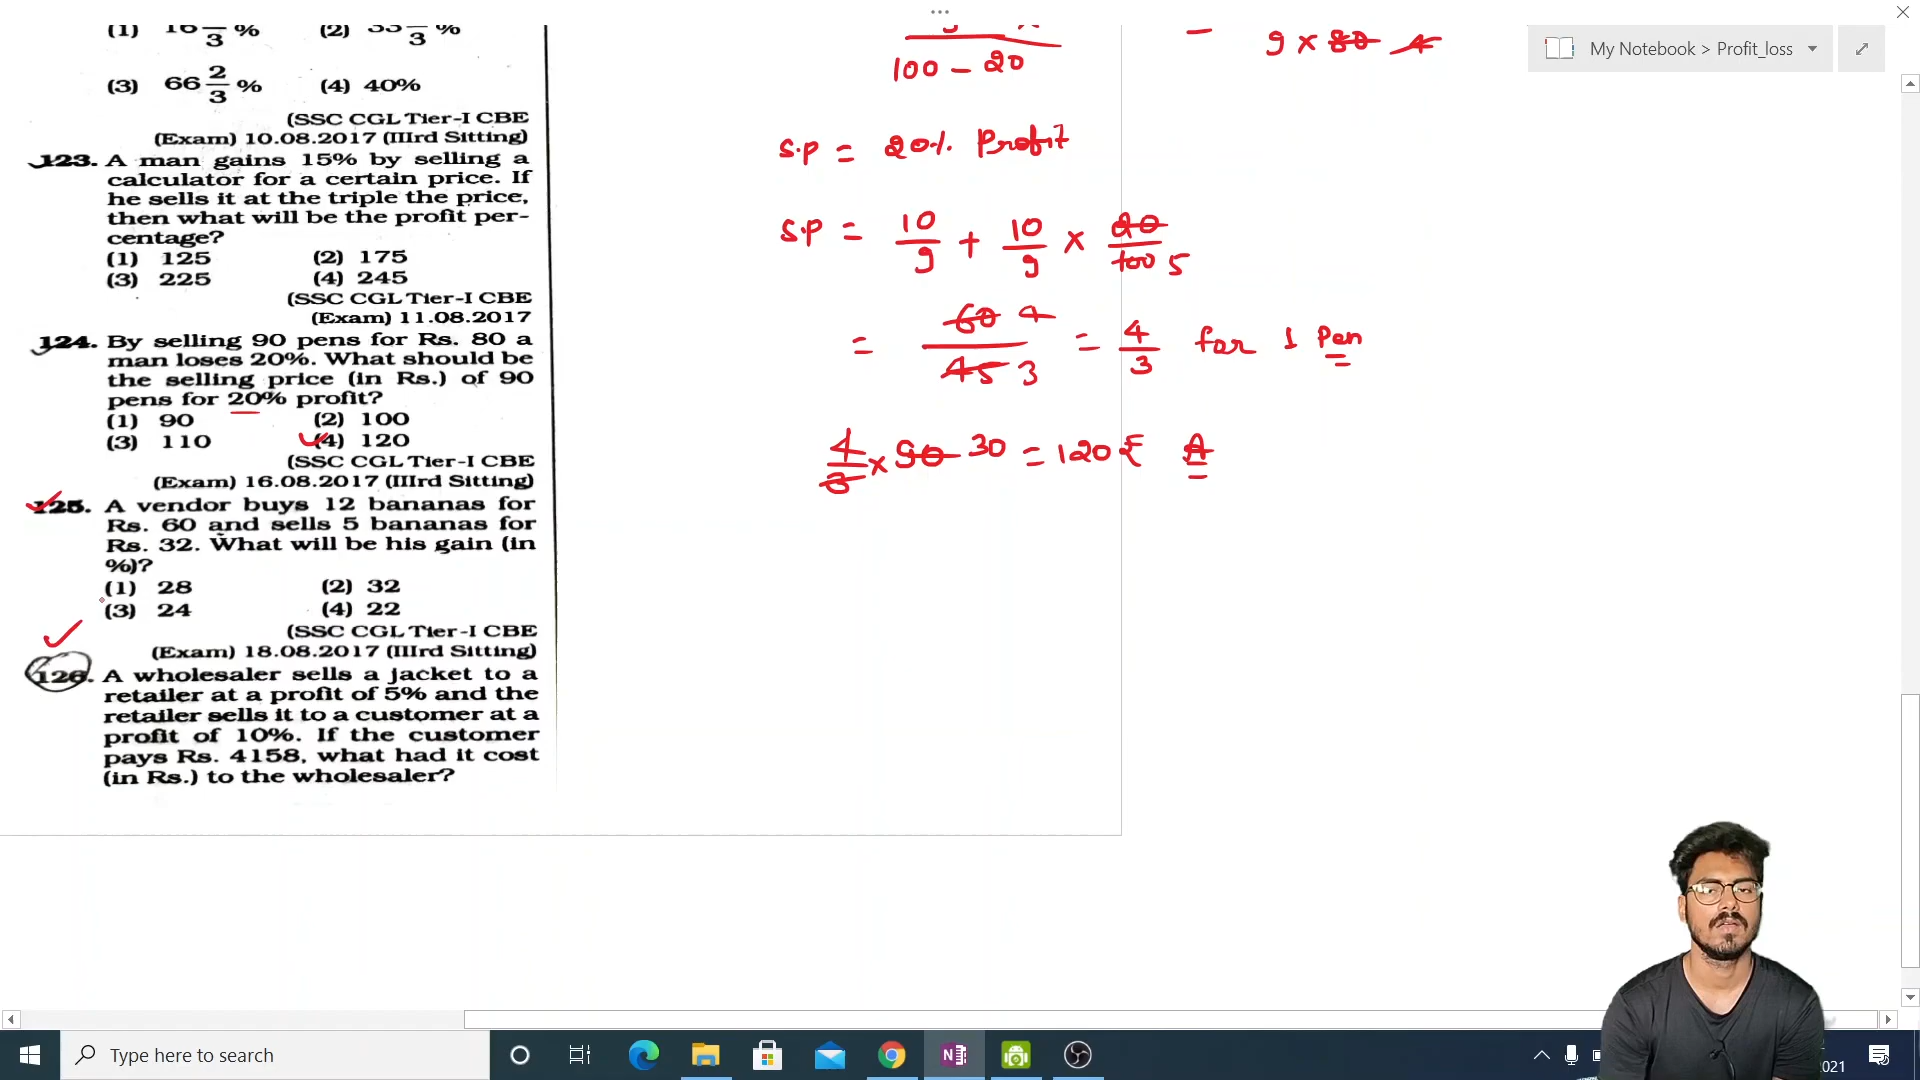 (3) 66 2/3 % (4) 40%
(SSC CGL Tier-I CBE
(Exam) 10.08.2017 (IIIrd Sitting)
123. A man gains 15% by selling a
calculator for a certain price. If
he sells it at the triple the price,
then what will be the profit per-
centage?
(1) 125 (2) 175
(3) 225 (4) 245
(SSC CGL Tier-I CBE
(Exam) 11.08.2017
124. By selling 90 pens for Rs. 80 a
man loses 20%. What should be
the selling price (in Rs.) of 90
pens for 20% profit?
(1) 90 (2) 100
(3) 110 (4) 120
(SSC CGL Tier-I CBE
(Exam) 16.08.2017 (IIIrd Sitting)
125. A vendor buys 12 bananas for
Rs. 60 and sells 5 bananas for
Rs. 32. What will be his gain (in
%)?
(1) 28 (2) 32
(3) 24 (4) 22
(SSC CGL Tier-I CBE
(Exam) 18.08.2017 (IIIrd Sitting)
126. A wholesaler sells a jacket to a
retailer at a profit of 5% and the
retailer sells it to a customer at a
profit of 10%. If the customer
pays Rs. 4158, what had it cost
(in Rs.) to the wholesaler?
100 - 20
= 9 × 80 4
S.P = 20% Profit
S.P = 10/9 + 10/9 × 20/100 5
= 60 4 / 45 3 = 4/3 for 1 Pen
4/3 × 90 30 = 120 ₹ A
My Notebook > Profit_loss
Type here to search
2021